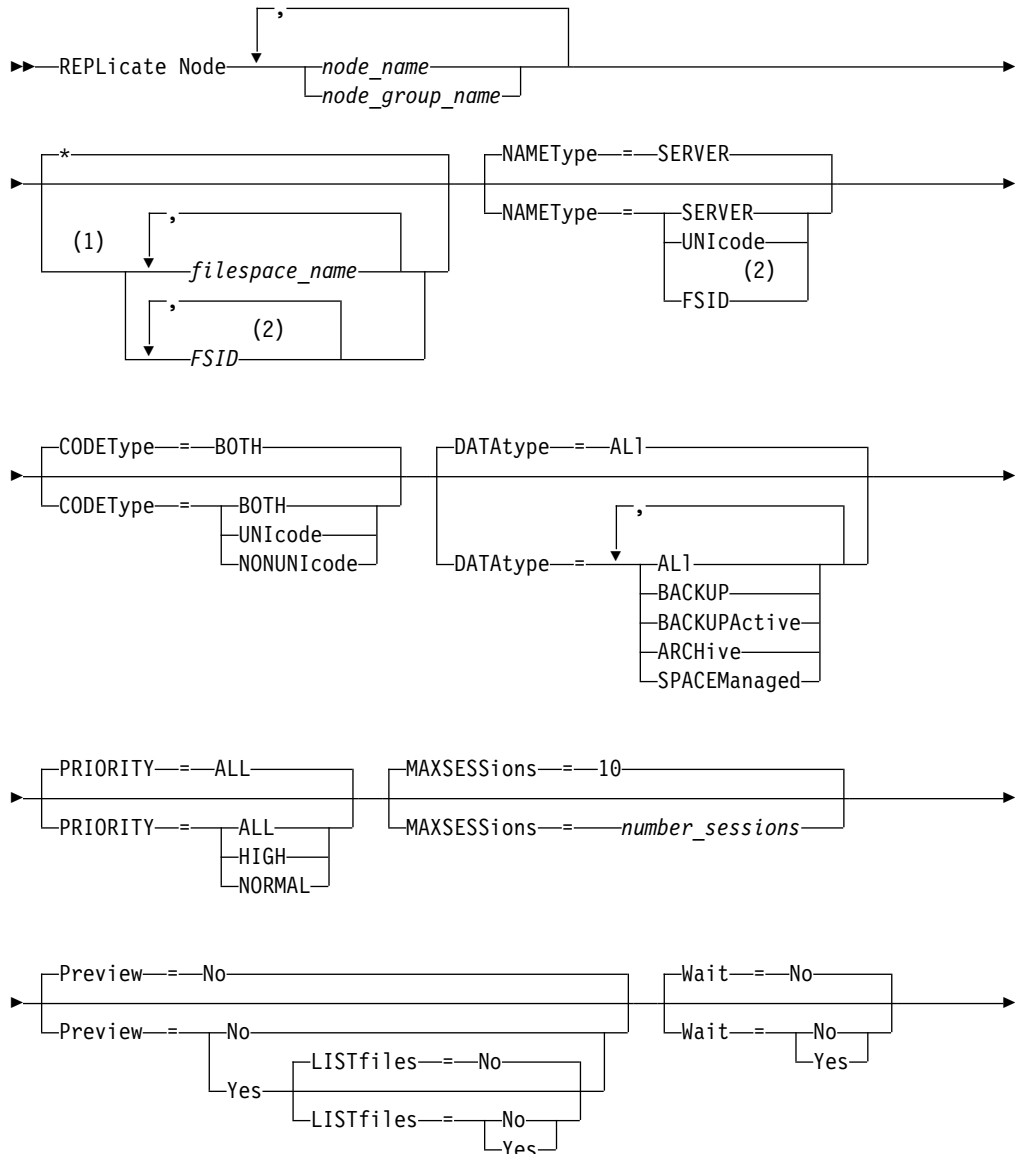 ,
REPLicate Node node_name
node_group_name
*
NAMEType = SERVER
,
(1)
filespace_name
,
(2)
FSID
NAMEType = SERVER
UNIcode
(2)
FSID
CODEType = BOTH
CODEType = BOTH
UNIcode
NONUNIcode
DATAtype = ALl
,
DATAtype = ALl
BACKUP
BACKUPActive
ARCHive
SPACEManaged
PRIORITY = ALL
PRIORITY = ALL
HIGH
NORMAL
MAXSESSions = 10
MAXSESSions = number_sessions
Preview = No
Preview = No
Yes
LISTfiles = No
LISTfiles = No
Yes
Wait = No
Wait = No
Yes